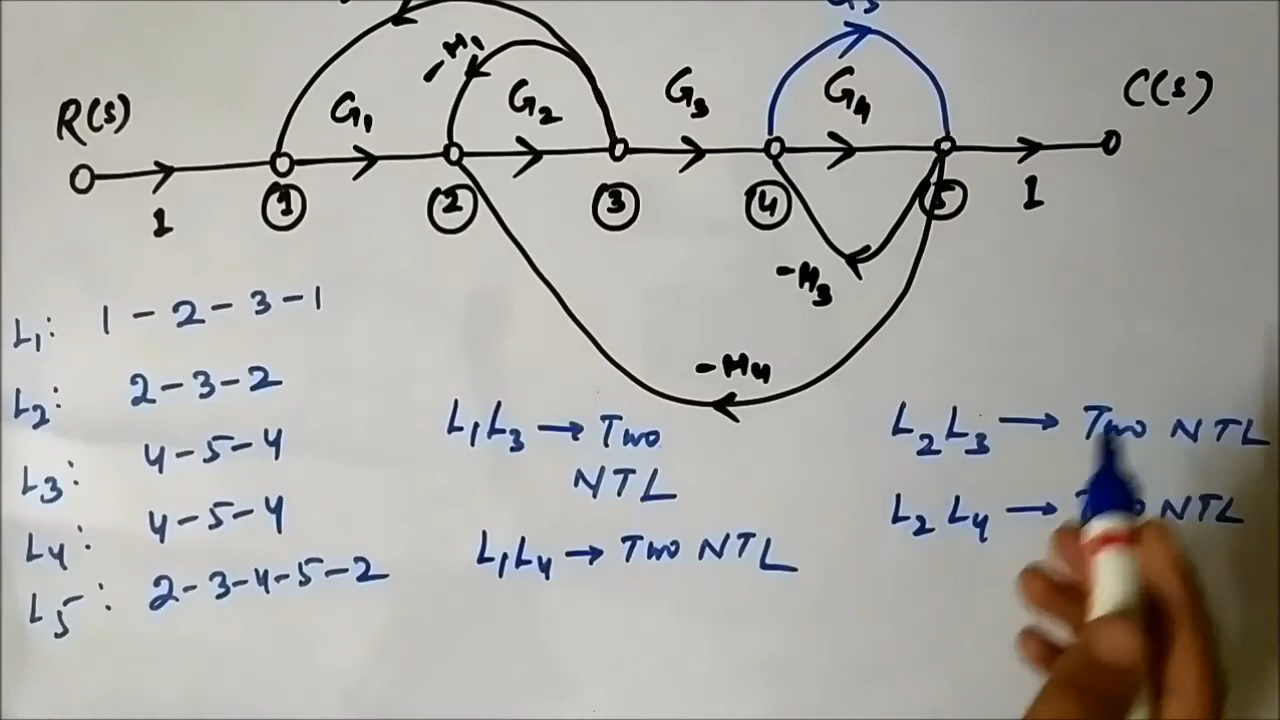 -H1
G5
R(s)
G1
G2
G3
G4
C(s)
1
1
2
3
4
5
1
-H3
-H4
L1: 1-2-3-1
L2: 2-3-2
L3: 4-5-4
L4: 4-5-4
L5: 2-3-4-5-2
L1L3 → Two
NTL
L1L4 → Two NTL
L2L3 → Two NTL
L2L4 → NTL